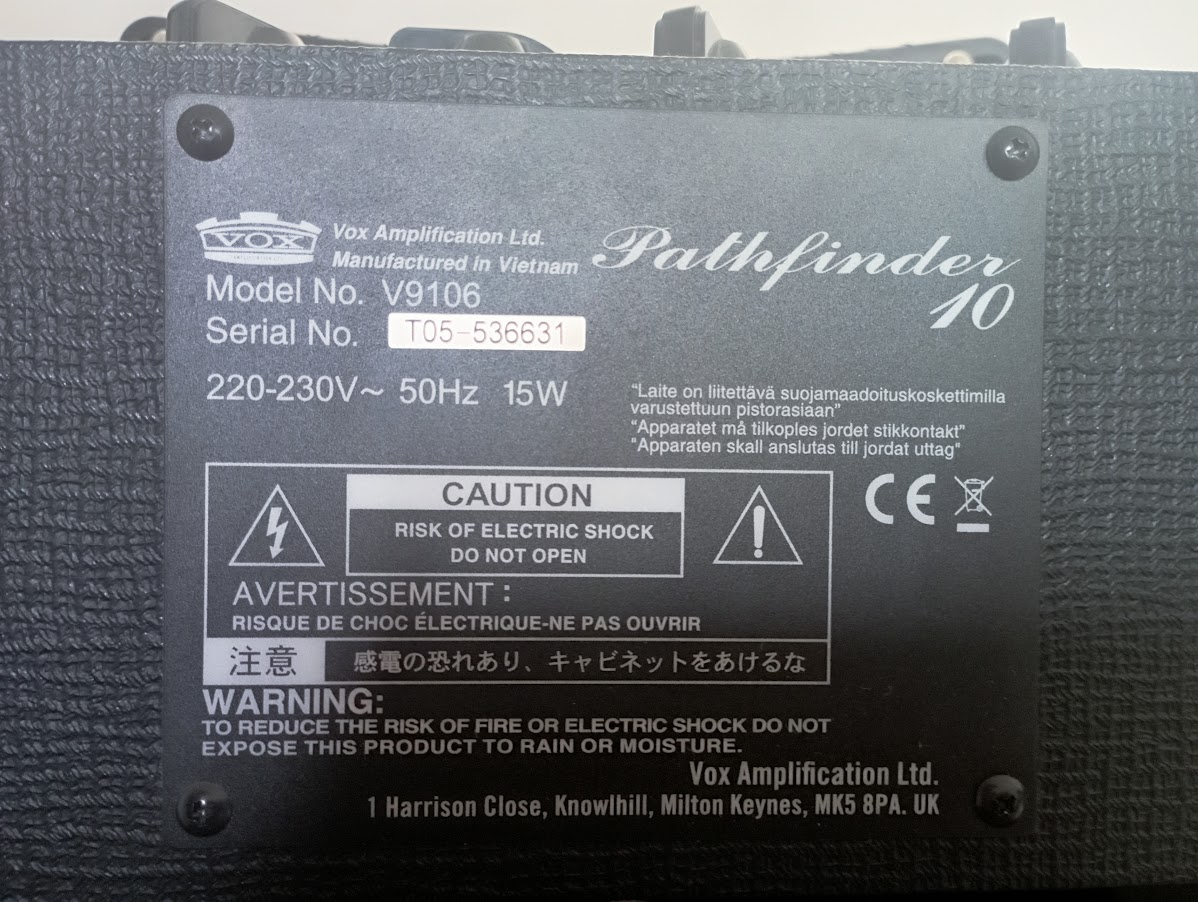 VOX
Vox Amplification Ltd.
Manufactured in Vietnam
Pathfinder
10
Model No. V9106
Serial No. T05-536631
220-230V~ 50Hz 15W
"Laite on liitettävä suojamaadoituskoskettimilla
varustettuun pistorasiaan"
"Apparatet må tilkoples jordet stikkontakt"
"Apparaten skall anslutas till jordat uttag"
CAUTION
RISK OF ELECTRIC SHOCK
DO NOT OPEN
CE
AVERTISSEMENT :
RISQUE DE CHOC ÉLECTRIQUE-NE PAS OUVRIR
注意 感電の恐れあり、キャビネットをあけるな
WARNING:
TO REDUCE THE RISK OF FIRE OR ELECTRIC SHOCK DO NOT
EXPOSE THIS PRODUCT TO RAIN OR MOISTURE.
Vox Amplification Ltd.
1 Harrison Close, Knowlhill, Milton Keynes, MK5 8PA. UK